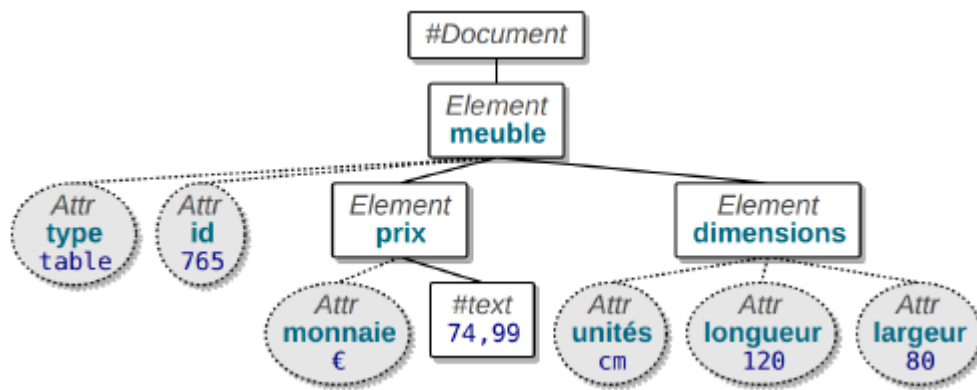 #Document
Element
meuble
Attr
type
table
Attr
id
765
Element
prix
Element
dimensions
Attr
monnaie
€
#text
74,99
Attr
unités
cm
Attr
longueur
120
Attr
largeur
80